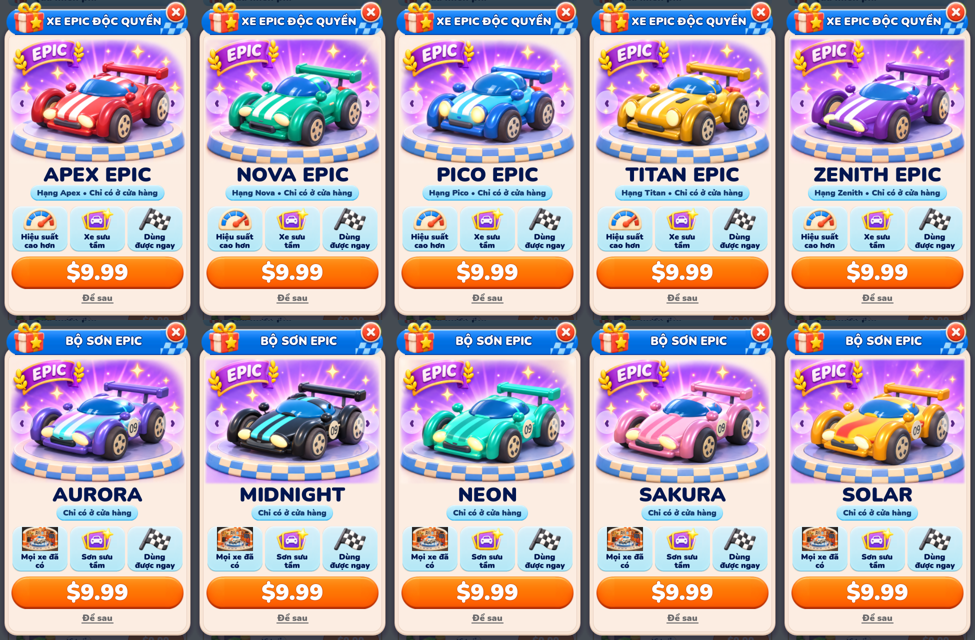 XE EPIC ĐỘC QUYỀN
EPIC
APEX EPIC
Hạng Apex • Chỉ có ở cửa hàng
Hiệu suất
cao hơn
Xe sưu
tầm
Dùng
được ngay
$9.99
Để sau
XE EPIC ĐỘC QUYỀN
EPIC
NOVA EPIC
Hạng Nova • Chỉ có ở cửa hàng
Hiệu suất
cao hơn
Xe sưu
tầm
Dùng
được ngay
$9.99
Để sau
XE EPIC ĐỘC QUYỀN
EPIC
PICO EPIC
Hạng Pico • Chỉ có ở cửa hàng
Hiệu suất
cao hơn
Xe sưu
tầm
Dùng
được ngay
$9.99
Để sau
XE EPIC ĐỘC QUYỀN
EPIC
TITAN EPIC
Hạng Titan • Chỉ có ở cửa hàng
Hiệu suất
cao hơn
Xe sưu
tầm
Dùng
được ngay
$9.99
Để sau
XE EPIC ĐỘC QUYỀN
EPIC
ZENITH EPIC
Hạng Zenith • Chỉ có ở cửa hàng
Hiệu suất
cao hơn
Xe sưu
tầm
Dùng
được ngay
$9.99
Để sau
BỘ SƠN EPIC
EPIC
09
AURORA
Chỉ có ở cửa hàng
Mọi xe đã
có
Sơn sưu
tầm
Dùng
được ngay
$9.99
Để sau
BỘ SƠN EPIC
EPIC
09
MIDNIGHT
Chỉ có ở cửa hàng
Mọi xe đã
có
Sơn sưu
tầm
Dùng
được ngay
$9.99
Để sau
BỘ SƠN EPIC
EPIC
09
NEON
Chỉ có ở cửa hàng
Mọi xe đã
có
Sơn sưu
tầm
Dùng
được ngay
$9.99
Để sau
BỘ SƠN EPIC
EPIC
09
SAKURA
Chỉ có ở cửa hàng
Mọi xe đã
có
Sơn sưu
tầm
Dùng
được ngay
$9.99
Để sau
BỘ SƠN EPIC
EPIC
09
SOLAR
Chỉ có ở cửa hàng
Mọi xe đã
có
Sơn sưu
tầm
Dùng
được ngay
$9.99
Để sau